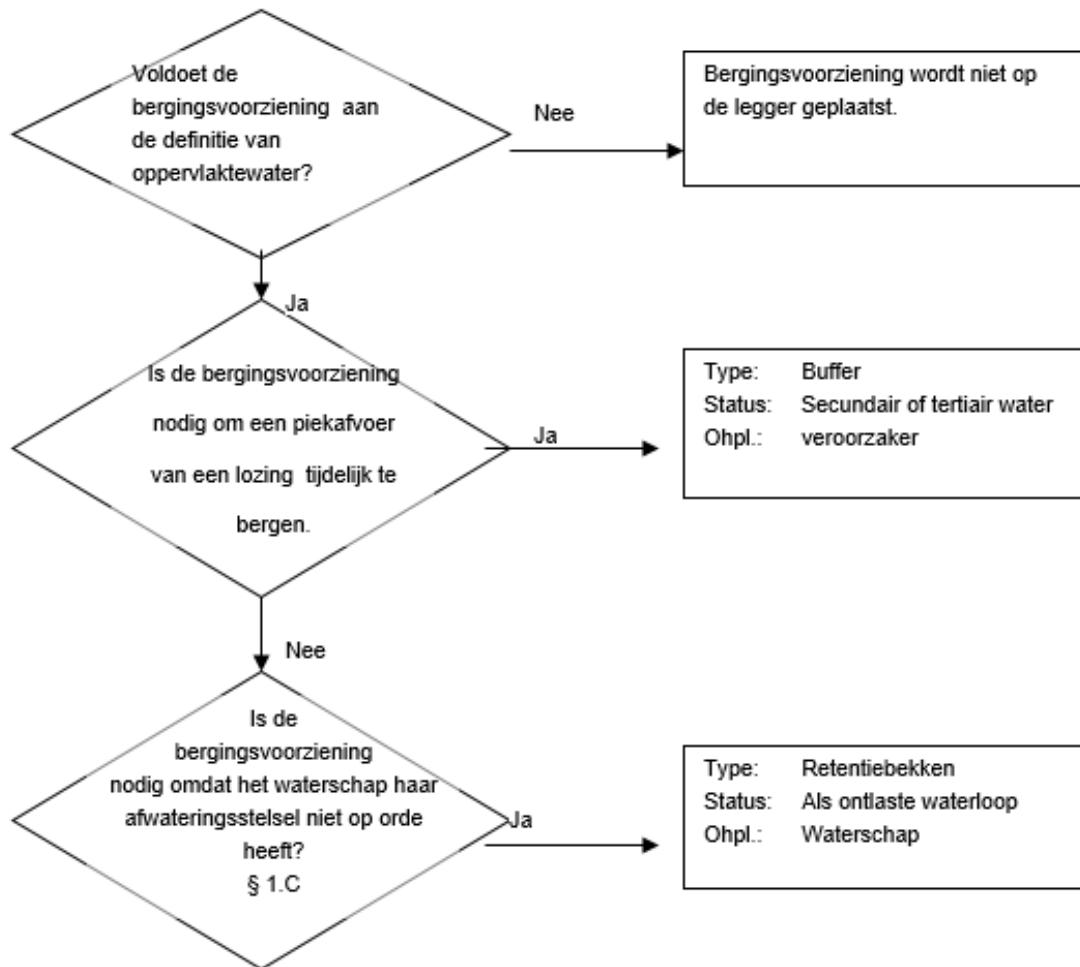 Voldoet de
bergingsvoorziening aan
de definitie van
oppervlaktewater?
Nee
Bergingsvoorziening wordt niet op
de legger geplaatst.
Ja
Is de bergingsvoorziening
nodig om een piekafvoer
van een lozing tijdelijk te
bergen.
Ja
Type: Buffer
Status: Secundair of tertiair water
Ohpl.: veroorzaker
Nee
Is de
bergingsvoorziening
nodig omdat het waterschap haar
afwateringsstelsel niet op orde
heeft?
§ 1.C
Ja
Type: Retentiebekken
Status: Als ontlaste waterloop
Ohpl.: Waterschap